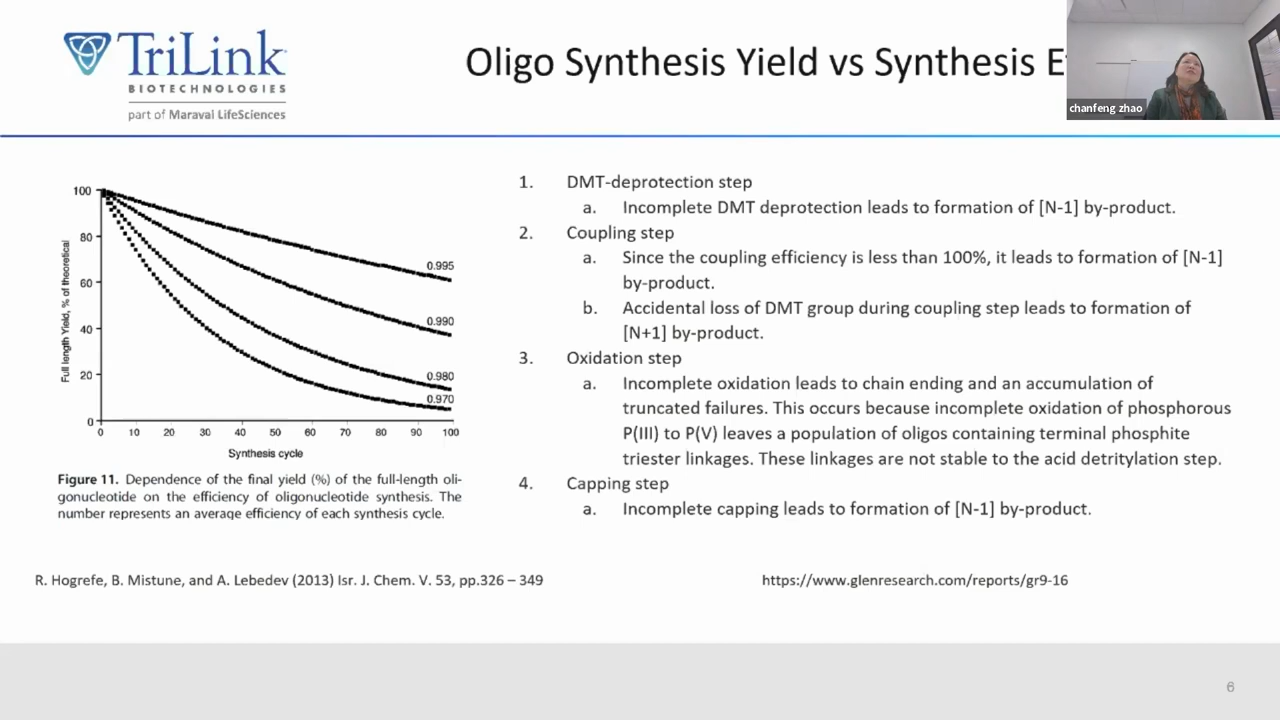 TriLink
BIOTECHNOLOGIES
part of Maraval LifeSciences
Oligo Synthesis Yield vs Synthesis
chanfeng zhao
Full length Yield, % of theoretical
100
80
60
40
20
0
0 10 20 30 40 50 60 70 80 90 100
0.995
0.990
0.980
0.970
Synthesis cycle
Figure 11. Dependence of the final yield (%) of the full-length oli-
gonucleotide on the efficiency of oligonucleotide synthesis. The
number represents an average efficiency of each synthesis cycle.
1. DMT-deprotection step
a. Incomplete DMT deprotection leads to formation of [N-1] by-product.
2. Coupling step
a. Since the coupling efficiency is less than 100%, it leads to formation of [N-1]
by-product.
b. Accidental loss of DMT group during coupling step leads to formation of
[N+1] by-product.
3. Oxidation step
a. Incomplete oxidation leads to chain ending and an accumulation of
truncated failures. This occurs because incomplete oxidation of phosphorous
P(III) to P(V) leaves a population of oligos containing terminal phosphite
triester linkages. These linkages are not stable to the acid detritylation step.
4. Capping step
a. Incomplete capping leads to formation of [N-1] by-product.
R. Hogrefe, B. Mistune, and A. Lebedev (2013) Isr. J. Chem. V. 53, pp.326 – 349
https://www.glenresearch.com/reports/gr9-16
6